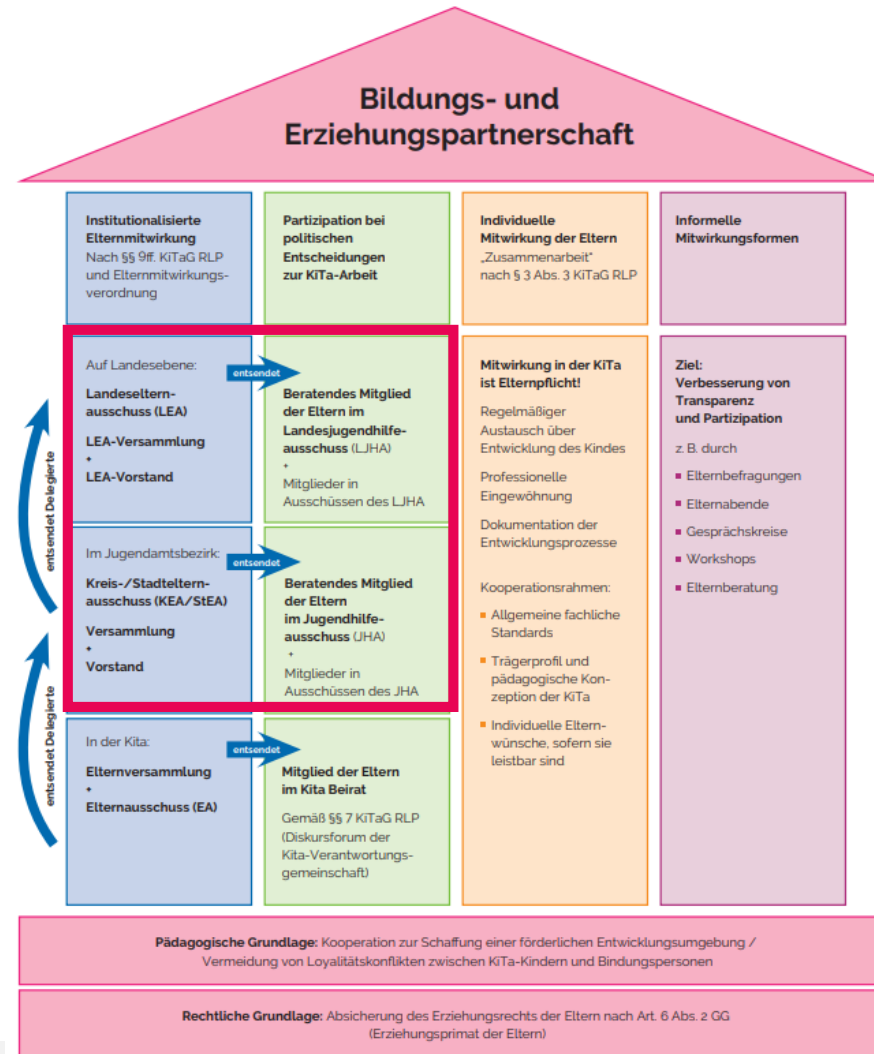 Bildungs- und
Erziehungspartnerschaft
Institutionalisierte
Elternmitwirkung
Nach §§ 9ff. KiTaG RLP
und Elternmitwirkungs-
verordnung
Partizipation bei
politischen
Entscheidungen
zur KiTa-Arbeit
Individuelle
Mitwirkung der Eltern
„Zusammenarbeit"
nach § 3 Abs. 3 KiTaG RLP
Informelle
Mitwirkungsformen
entsendet Delegierte
entsendet Delegierte
Auf Landesebene:
Landeseltern-
ausschuss (LEA)
LEA-Versammlung
+
LEA-Vorstand
entsendet
Beratendes Mitglied
der Eltern im
Landesjugendhilfe-
ausschuss (LJHA)
+
Mitglieder in
Ausschüssen des LJHA
Im Jugendamtsbezirk:
Kreis-/Stadteltern-
ausschuss (KEA/StEA)
Versammlung
+
Vorstand
entsendet
Beratendes Mitglied
der Eltern
im Jugendhilfe-
ausschuss (JHA)
+
Mitglieder in
Ausschüssen des JHA
In der Kita:
Elternversammlung
+
Elternausschuss (EA)
entsendet
Mitglied der Eltern
im Kita Beirat
Gemäß §§ 7 KiTaG RLP
(Diskursforum der
Kita-Verantwortungs-
gemeinschaft)
Mitwirkung in der KiTa
ist Elternpflicht!
Regelmäßiger
Austausch über
Entwicklung des Kindes
Professionelle
Eingewöhnung
Dokumentation der
Entwicklungsprozesse
Kooperationsrahmen:
Allgemeine fachliche
Standards
Trägerprofil und
pädagogische Kon-
zeption der KiTa
Individuelle Eltern-
wünsche, sofern sie
leistbar sind
Ziel:
Verbesserung von
Transparenz
und Partizipation
z. B. durch
Elternbefragungen
Elternabende
Gesprächskreise
Workshops
Elternberatung
Pädagogische Grundlage: Kooperation zur Schaffung einer förderlichen Entwicklungsumgebung /
Vermeidung von Loyalitätskonflikten zwischen KiTa-Kindern und Bindungspersonen
Rechtliche Grundlage: Absicherung des Erziehungsrechts der Eltern nach Art. 6 Abs. 2 GG
(Erziehungsprimat der Eltern)